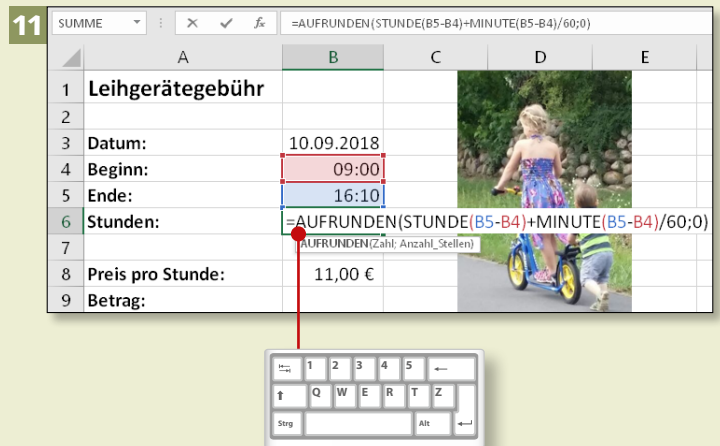 11
SUMME fx =AUFRUNDEN(STUNDE(B5-B4)+MINUTE(B5-B4)/60;0)
A B C D E
1 Leihgerätegebühr
2
3 Datum: 10.09.2018
4 Beginn: 09:00
5 Ende: 16:10
6 Stunden: =AUFRUNDEN(STUNDE(B5-B4)+MINUTE(B5-B4)/60;0)
AUFRUNDEN(Zahl; Anzahl_Stellen)
7
8 Preis pro Stunde: 11,00 €
9 Betrag:
1 2 3 4 5
Q W E R T Z
Strg Alt